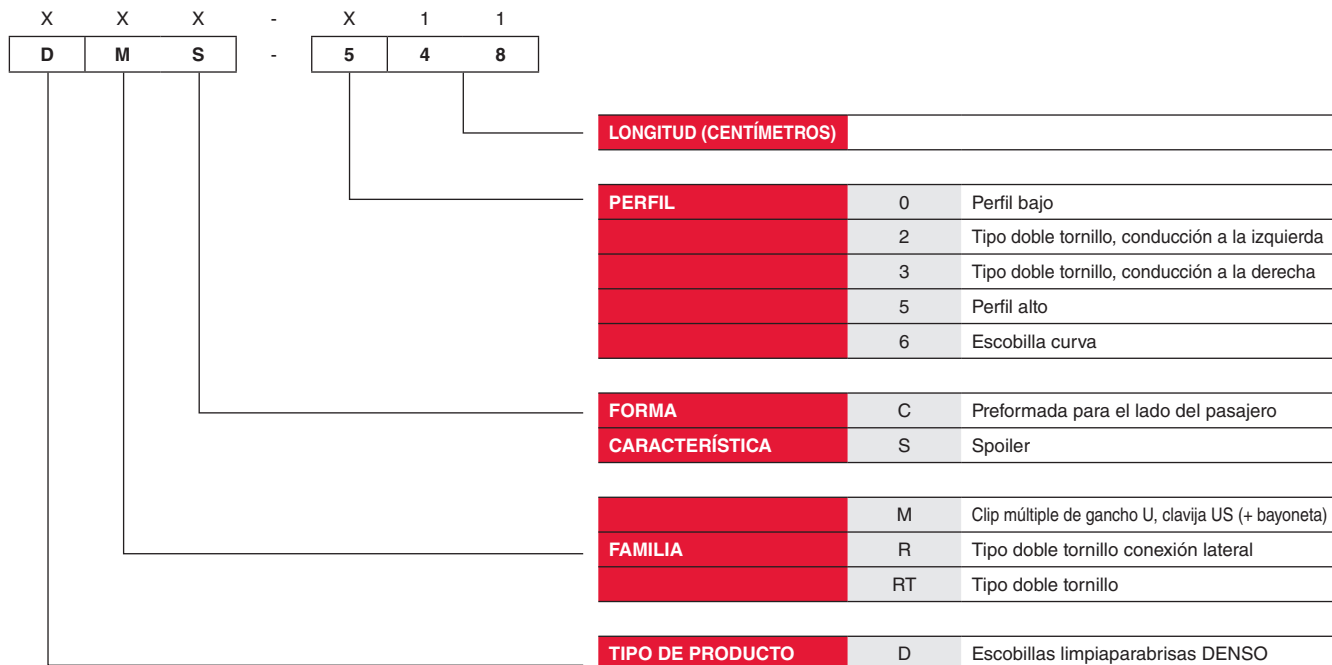 X X X - X 1 1
D M S - 5 4 8
LONGITUD (CENTÍMETROS)
PERFIL 0 Perfil bajo
2 Tipo doble tornillo, conducción a la izquierda
3 Tipo doble tornillo, conducción a la derecha
5 Perfil alto
6 Escobilla curva
FORMA C Preformada para el lado del pasajero
CARACTERÍSTICA S Spoiler
M Clip múltiple de gancho U, clavija US (+ bayoneta)
FAMILIA R Tipo doble tornillo conexión lateral
RT Tipo doble tornillo
TIPO DE PRODUCTO D Escobillas limpiaparabrisas DENSO